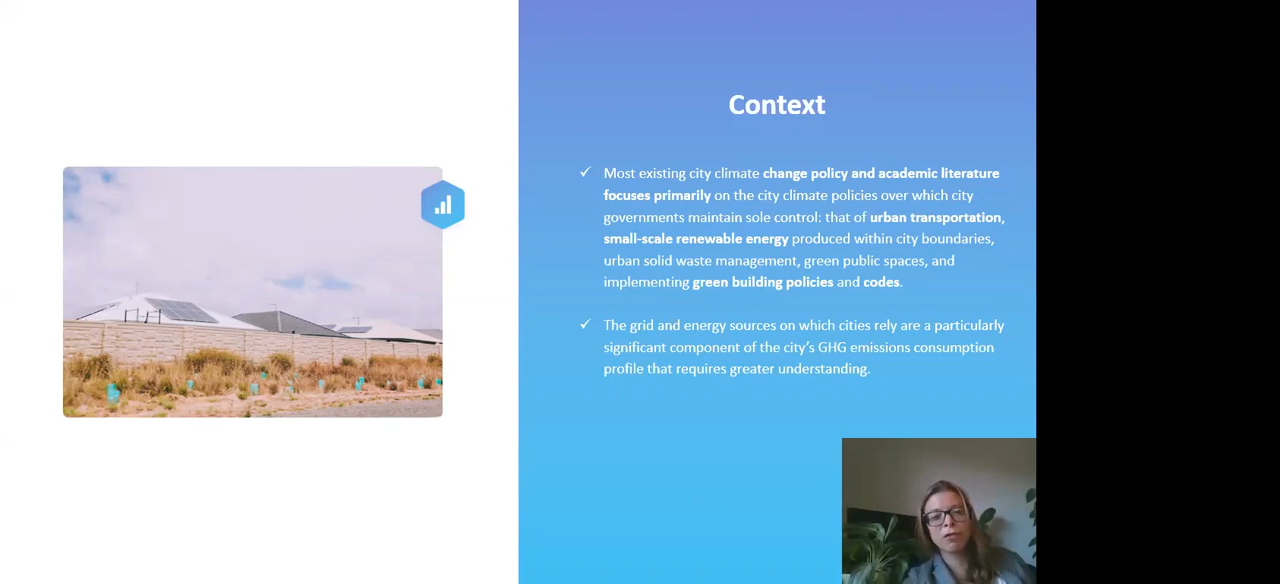 Context
✓ Most existing city climate change policy and academic literature
focuses primarily on the city climate policies over which city
governments maintain sole control: that of urban transportation,
small-scale renewable energy produced within city boundaries,
urban solid waste management, green public spaces, and
implementing green building policies and codes.
✓ The grid and energy sources on which cities rely are a particularly
significant component of the city’s GHG emissions consumption
profile that requires greater understanding.